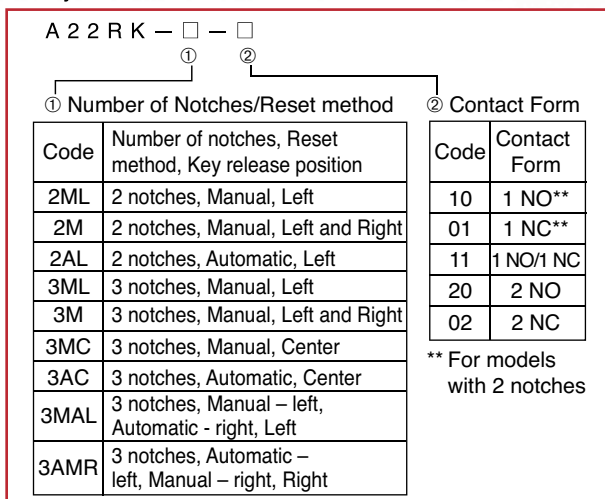 A22RK – □ – □
① ②
① Number of Notches/Reset method
Code
Number of notches, Reset
method, Key release position
2ML 2 notches, Manual, Left
2M 2 notches, Manual, Left and Right
2AL 2 notches, Automatic, Left
3ML 3 notches, Manual, Left
3M 3 notches, Manual, Left and Right
3MC 3 notches, Manual, Center
3AC 3 notches, Automatic, Center
3MAL
3 notches, Manual – left,
Automatic - right, Left
3AMR
3 notches, Automatic –
left, Manual – right, Right
② Contact Form
Code
Contact
Form
10 1 NO**
01 1 NC**
11 1 NO/1 NC
20 2 NO
02 2 NC
** For models
with 2 notches